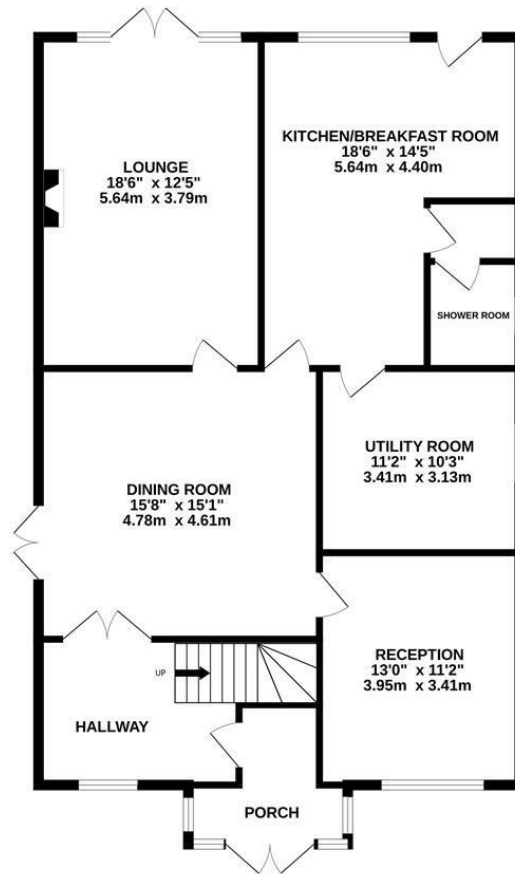 LOUNGE
18'6" x 12'5"
5.64m x 3.79m
KITCHEN/BREAKFAST ROOM
18'6" x 14'5"
5.64m x 4.40m
SHOWER ROOM
UTILITY ROOM
11'2" x 10'3"
3.41m x 3.13m
DINING ROOM
15'8" x 15'1"
4.78m x 4.61m
RECEPTION
13'0" x 11'2"
3.95m x 3.41m
UP
HALLWAY
PORCH